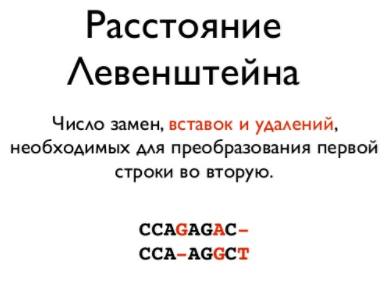 Расстояние
Левенштейна
Число замен, вставок и удалений,
необходимых для преобразования первой
строки во вторую.
CCAGAGAC-
CCA-AGGCT